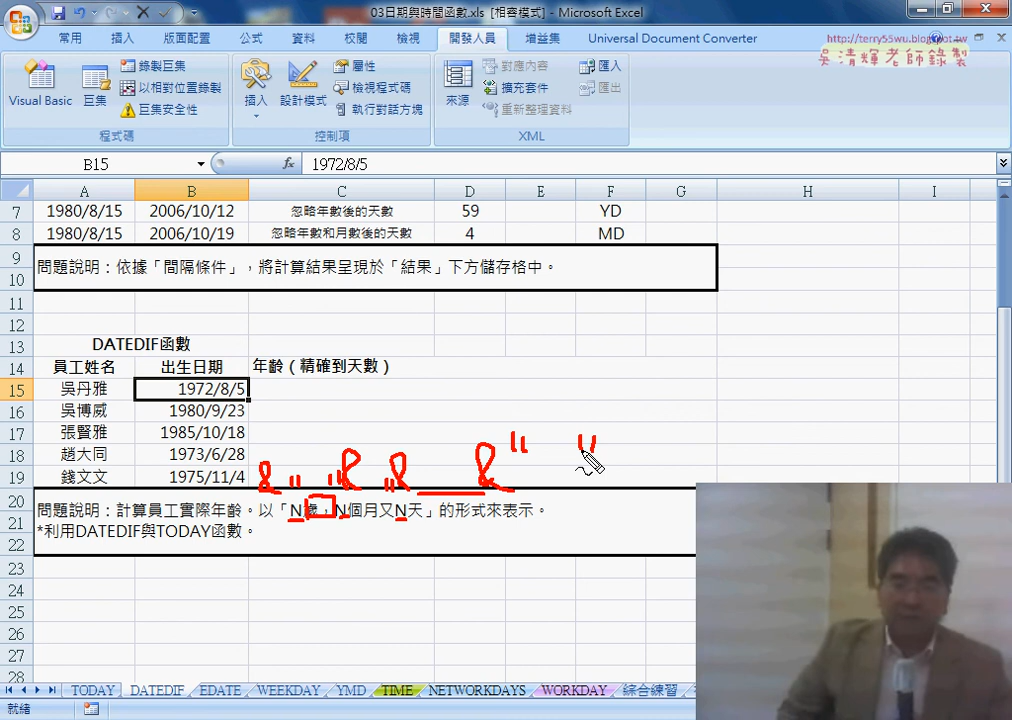 03日期與時間函數.xls [相容模式] - Microsoft Excel
常用 插入 版面配置 公式 資料 校閱 檢視 開發人員 增益集 Universal Document Converter
http://terry55wu.blogspot.tw
吳清輝老師錄製
Visual Basic 巨集 錄製巨集 以相對位置錄製 巨集安全性 插入 設計模式 屬性 檢視程式碼 執行對話方塊 來源 對應內容 擴充套件 重新整理資料 匯入 匯出
程式碼 控制項 XML
B15 fx 1972/8/5
A B C D E F G H I
7 1980/8/15 2006/10/12 忽略年數後的天數 59 YD
8 1980/8/15 2006/10/19 忽略年數和月數後的天數 4 MD
9 問題說明：依據「間隔條件」，將計算結果呈現於「結果」下方儲存格中。
10
11
12
13 DATEDIF函數
14 員工姓名 出生日期 年齡（精確到天數）
15 吳丹雅 1972/8/5
16 吳博威 1980/9/23
17 張賢雅 1985/10/18
18 趙大同 1973/6/28
19 錢文文 1975/11/4
& " " & " & & " "
20
21 問題說明：計算員工實際年齡。以「N歲，N個月又N天」的形式來表示。
22 *利用DATEDIF與TODAY函數。
23
24
25
26
27
28
TODAY DATEDIF EDATE WEEKDAY YMD TIME NETWORKDAYS WORKDAY 綜合練習
就緒